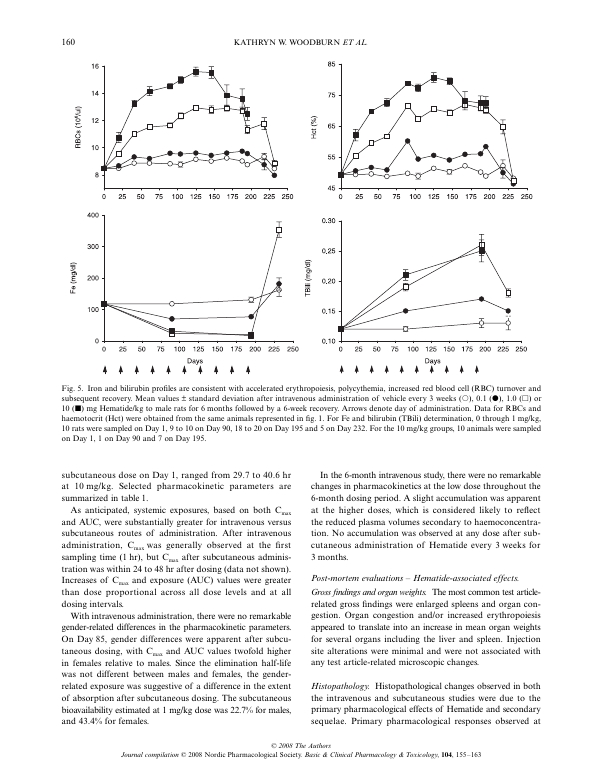 160
KATHRYN W. WOODBURN ET AL.
RBCs (10⁶/ul)
16
14
12
10
8
0 25 50 75 100 125 150 175 200 225 250
Hct (%)
85
75
65
55
45
0 25 50 75 100 125 150 175 200 225 250
Fe (mg/dl)
400
300
200
100
0
0 25 50 75 100 125 150 175 200 225 250
Days
TBili (mg/dl)
0,30
0,25
0,20
0,15
0,10
0 25 50 75 100 125 150 175 200 225 250
Days
Fig. 5. Iron and bilirubin profiles are consistent with accelerated erythropoiesis, polycythemia, increased red blood cell (RBC) turnover and
subsequent recovery. Mean values ± standard deviation after intravenous administration of vehicle every 3 weeks (○), 0.1 (●), 1.0 (□) or
10 (■) mg Hematide/kg to male rats for 6 months followed by a 6-week recovery. Arrows denote day of administration. Data for RBCs and
haematocrit (Hct) were obtained from the same animals represented in fig. 1. For Fe and bilirubin (TBili) determination, 0 through 1 mg/kg,
10 rats were sampled on Day 1, 9 to 10 on Day 90, 18 to 20 on Day 195 and 5 on Day 232. For the 10 mg/kg groups, 10 animals were sampled
on Day 1, 1 on Day 90 and 7 on Day 195.
subcutaneous dose on Day 1, ranged from 29.7 to 40.6 hr
at 10 mg/kg. Selected pharmacokinetic parameters are
summarized in table 1.
As anticipated, systemic exposures, based on both Cmax
and AUC, were substantially greater for intravenous versus
subcutaneous routes of administration. After intravenous
administration, Cmax was generally observed at the first
sampling time (1 hr), but Cmax after subcutaneous adminis-
tration was within 24 to 48 hr after dosing (data not shown).
Increases of Cmax and exposure (AUC) values were greater
than dose proportional across all dose levels and at all
dosing intervals.
With intravenous administration, there were no remarkable
gender-related differences in the pharmacokinetic parameters.
On Day 85, gender differences were apparent after subcu-
taneous dosing, with Cmax and AUC values twofold higher
in females relative to males. Since the elimination half-life
was not different between males and females, the gender-
related exposure was suggestive of a difference in the extent
of absorption after subcutaneous dosing. The subcutaneous
bioavailability estimated at 1 mg/kg dose was 22.7% for males,
and 43.4% for females.
In the 6-month intravenous study, there were no remarkable
changes in pharmacokinetics at the low dose throughout the
6-month dosing period. A slight accumulation was apparent
at the higher doses, which is considered likely to reflect
the reduced plasma volumes secondary to haemoconcentra-
tion. No accumulation was observed at any dose after sub-
cutaneous administration of Hematide every 3 weeks for
3 months.
Post-mortem evaluations – Hematide-associated effects.
Gross findings and organ weights. The most common test article-
related gross findings were enlarged spleens and organ con-
gestion. Organ congestion and/or increased erythropoiesis
appeared to translate into an increase in mean organ weights
for several organs including the liver and spleen. Injection
site alterations were minimal and were not associated with
any test article-related microscopic changes.
Histopathology. Histopathological changes observed in both
the intravenous and subcutaneous studies were due to the
primary pharmacological effects of Hematide and secondary
sequelae. Primary pharmacological responses observed at
© 2008 The Authors
Journal compilation © 2008 Nordic Pharmacological Society. Basic & Clinical Pharmacology & Toxicology, 104, 155–163